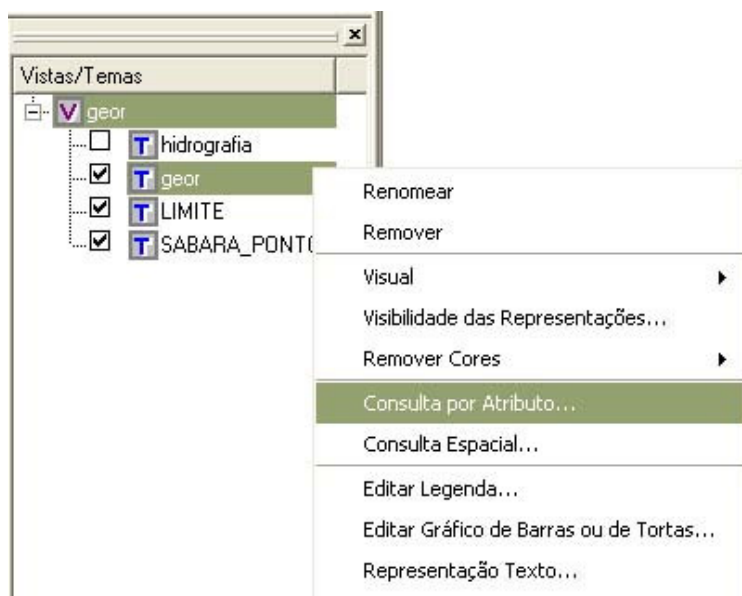 Vistas/Temas
V geor
T hidrografia
T geor
T LIMITE
T SABARA_PONTO
Renomear
Remover
Visual
Visibilidade das Representações...
Remover Cores
Consulta por Atributo...
Consulta Espacial...
Editar Legenda...
Editar Gráfico de Barras ou de Tortas...
Representação Texto...